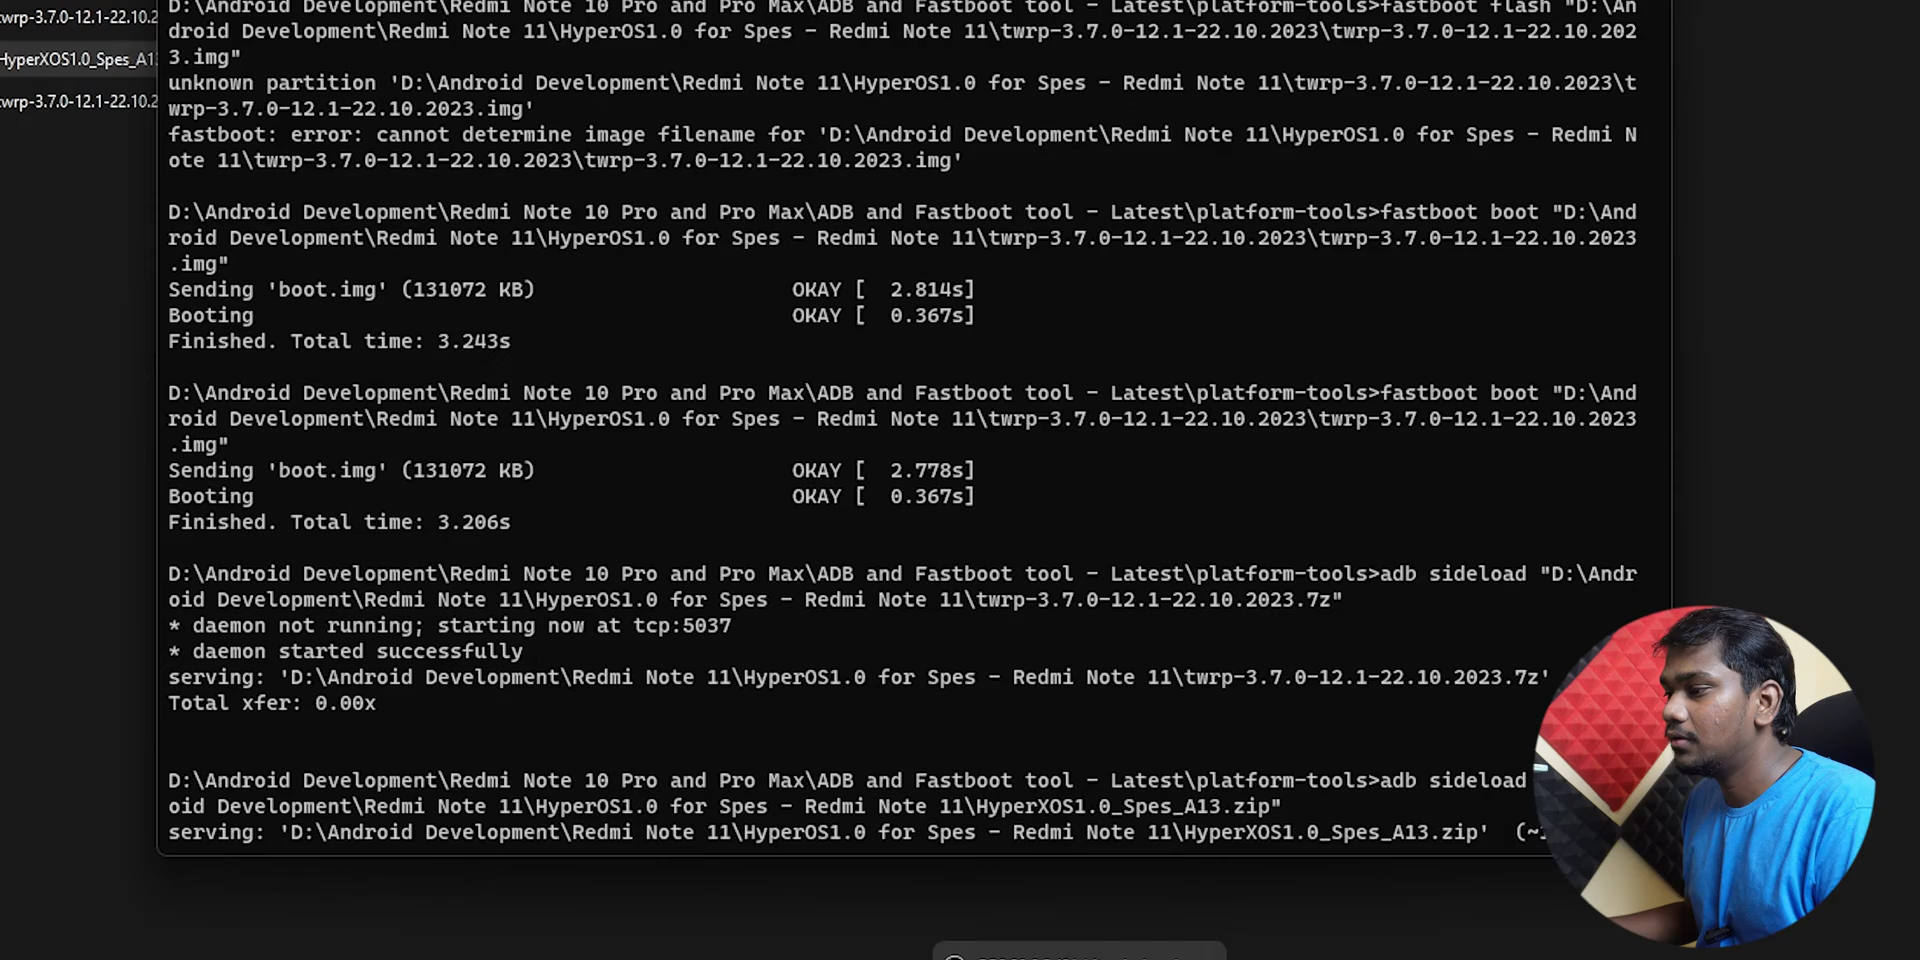 twrp-3.7.0-12.1-22.10.2
HyperXOS1.0_Spes_A13
twrp-3.7.0-12.1-22.10.2
D:\Android Development\Redmi Note 10 Pro and Pro Max\ADB and Fastboot tool - Latest\platform-tools>fastboot flash "D:\An
droid Development\Redmi Note 11\HyperOS1.0 for Spes - Redmi Note 11\twrp-3.7.0-12.1-22.10.2023\twrp-3.7.0-12.1-22.10.202
3.img"
unknown partition 'D:\Android Development\Redmi Note 11\HyperOS1.0 for Spes - Redmi Note 11\twrp-3.7.0-12.1-22.10.2023\t
wrp-3.7.0-12.1-22.10.2023.img'
fastboot: error: cannot determine image filename for 'D:\Android Development\Redmi Note 11\HyperOS1.0 for Spes - Redmi N
ote 11\twrp-3.7.0-12.1-22.10.2023\twrp-3.7.0-12.1-22.10.2023.img'
D:\Android Development\Redmi Note 10 Pro and Pro Max\ADB and Fastboot tool - Latest\platform-tools>fastboot boot "D:\And
roid Development\Redmi Note 11\HyperOS1.0 for Spes - Redmi Note 11\twrp-3.7.0-12.1-22.10.2023\twrp-3.7.0-12.1-22.10.2023
.img"
Sending 'boot.img' (131072 KB) OKAY [ 2.814s]
Booting OKAY [ 0.367s]
Finished. Total time: 3.243s
D:\Android Development\Redmi Note 10 Pro and Pro Max\ADB and Fastboot tool - Latest\platform-tools>fastboot boot "D:\And
roid Development\Redmi Note 11\HyperOS1.0 for Spes - Redmi Note 11\twrp-3.7.0-12.1-22.10.2023\twrp-3.7.0-12.1-22.10.2023
.img"
Sending 'boot.img' (131072 KB) OKAY [ 2.778s]
Booting OKAY [ 0.367s]
Finished. Total time: 3.206s
D:\Android Development\Redmi Note 10 Pro and Pro Max\ADB and Fastboot tool - Latest\platform-tools>adb sideload "D:\Andr
oid Development\Redmi Note 11\HyperOS1.0 for Spes - Redmi Note 11\twrp-3.7.0-12.1-22.10.2023.7z"
* daemon not running; starting now at tcp:5037
* daemon started successfully
serving: 'D:\Android Development\Redmi Note 11\HyperOS1.0 for Spes - Redmi Note 11\twrp-3.7.0-12.1-22.10.2023.7z'
Total xfer: 0.00x
D:\Android Development\Redmi Note 10 Pro and Pro Max\ADB and Fastboot tool - Latest\platform-tools>adb sideload
oid Development\Redmi Note 11\HyperOS1.0 for Spes - Redmi Note 11\HyperXOS1.0_Spes_A13.zip"
serving: 'D:\Android Development\Redmi Note 11\HyperOS1.0 for Spes - Redmi Note 11\HyperXOS1.0_Spes_A13.zip' (~